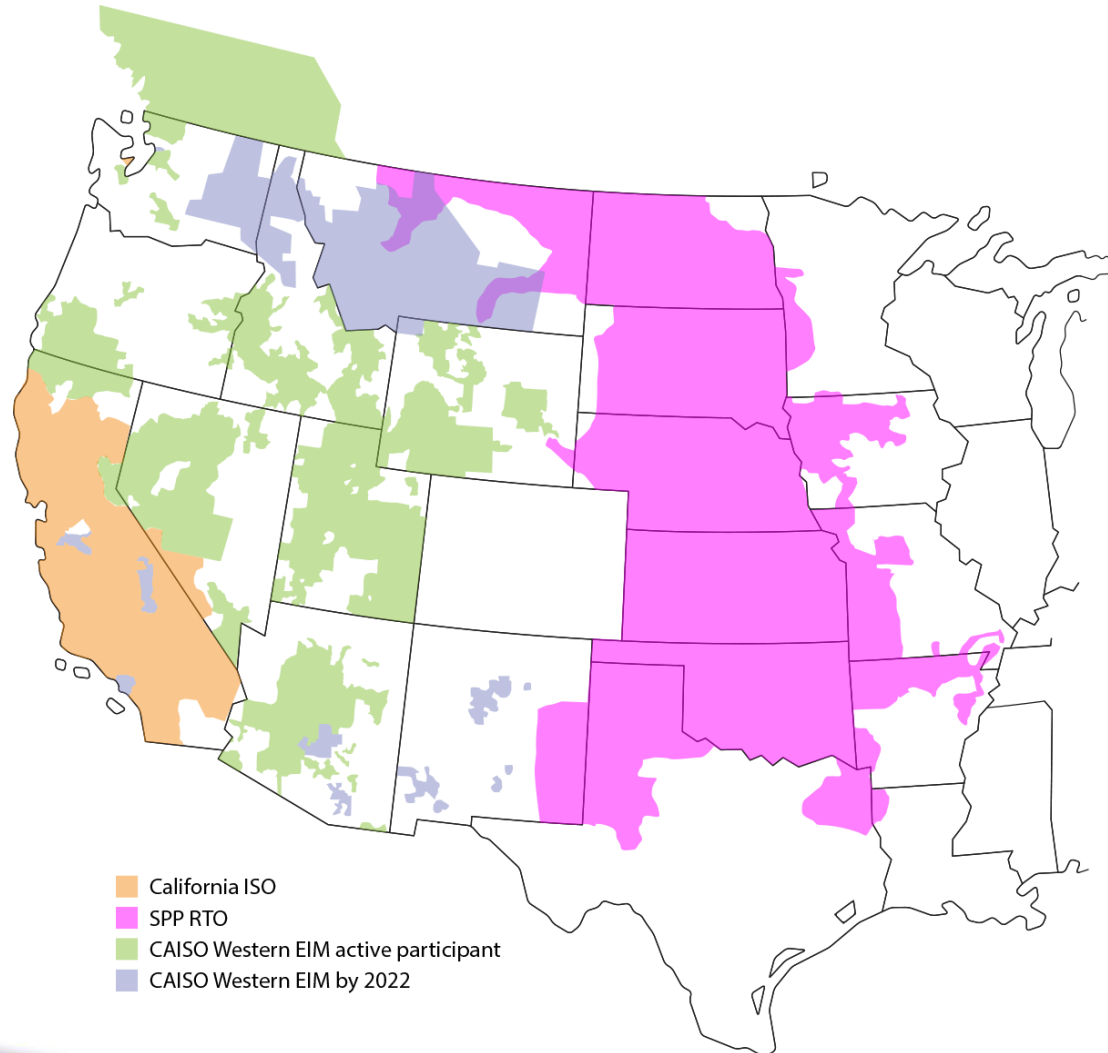 California ISO
SPP RTO
CAISO Western EIM active participant
CAISO Western EIM by 2022